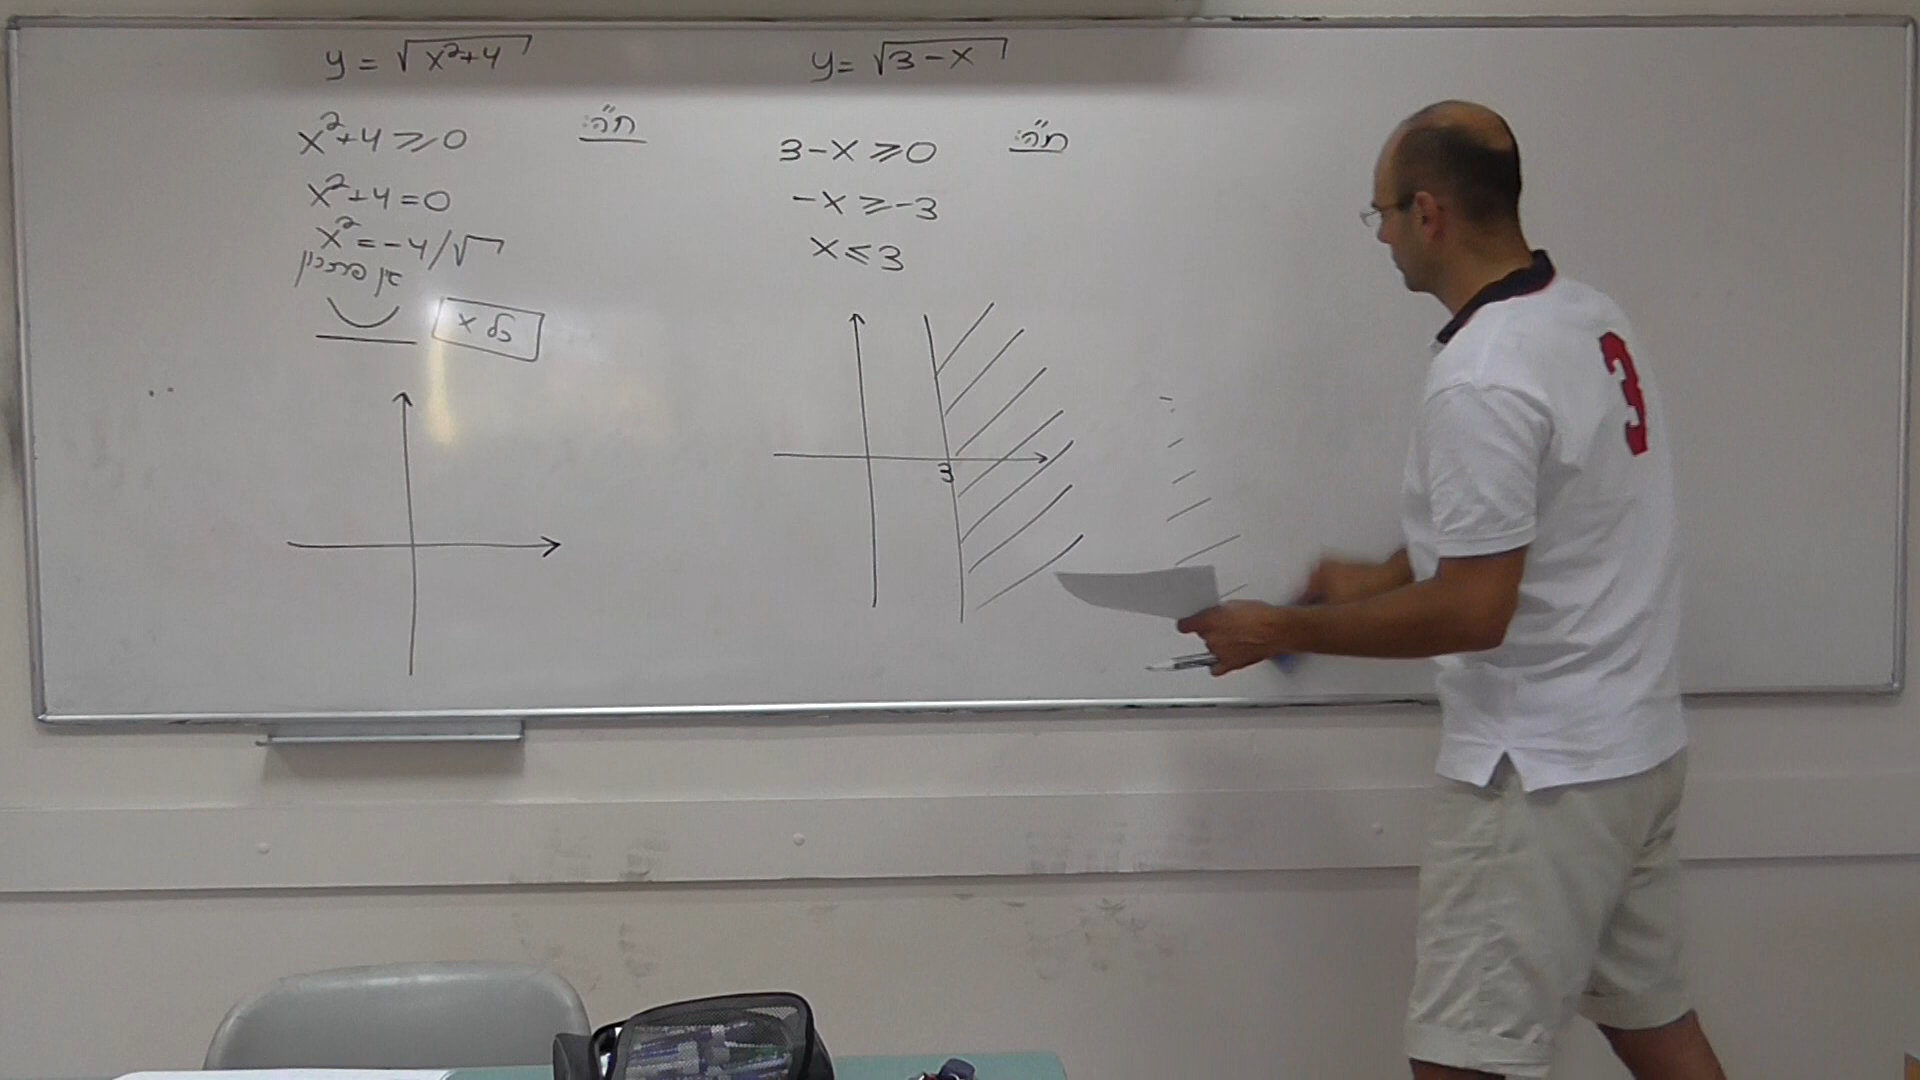 y = √x²+4
ת"ה:
x²+4 ≥ 0
x²+4 = 0
x² = -4 /√
אין פתרון
כל x
y = √3-x
ת"ה:
3-x ≥ 0
-x ≥ -3
x ≤ 3
3
3